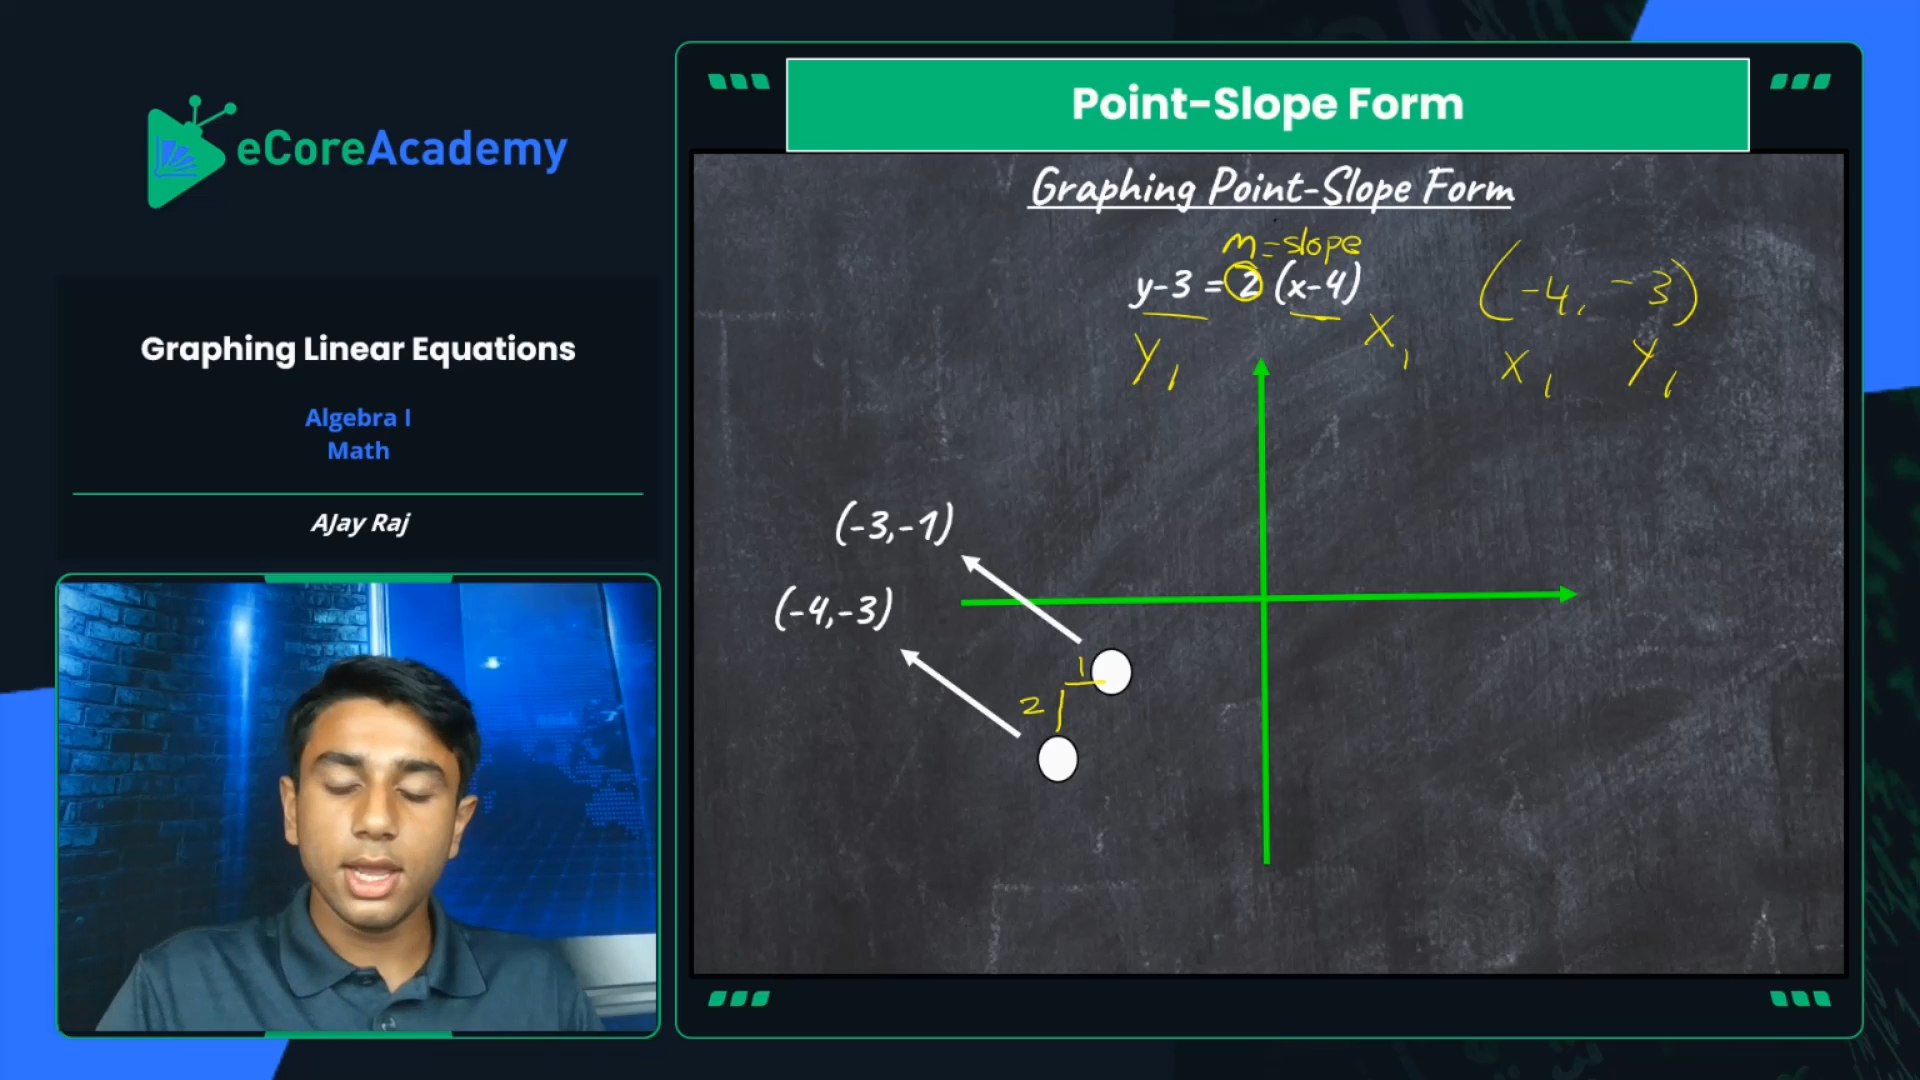 eCoreAcademy
Graphing Linear Equations
Algebra I
Math
AJay Raj
Point-Slope Form
Graphing Point-Slope Form
m=slope
y-3 = 2 (x-4)
(-4, -3)
y1
x1
x1
y1
(-3,-1)
(-4,-3)
1
2